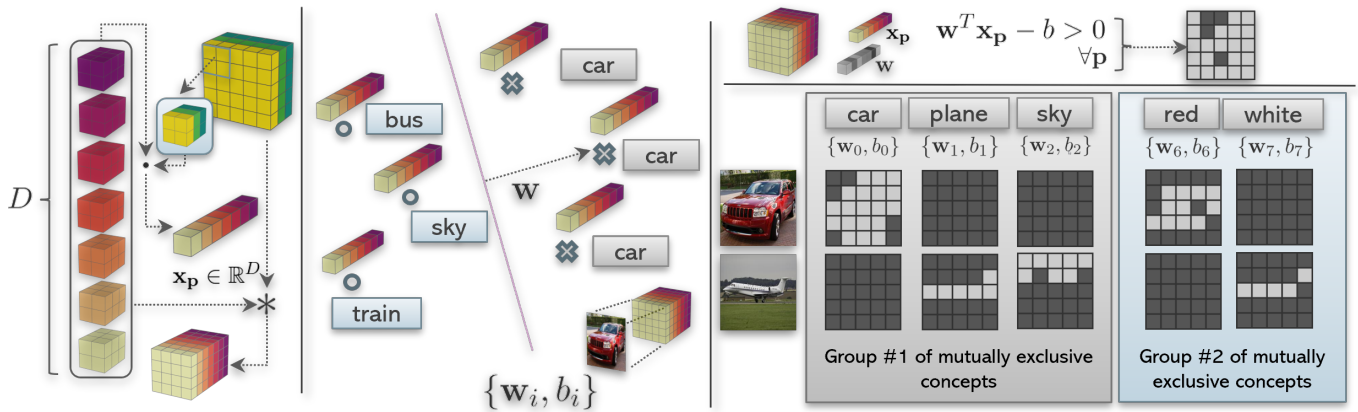 D
x_p ∈ ℝ^D
*
bus
sky
train
car
car
car
w
{w_i, b_i}
x_p
w
w^T x_p − b > 0
∀p
car
plane
sky
{w_0, b_0}
{w_1, b_1}
{w_2, b_2}
Group #1 of mutually exclusive
concepts
red
white
{w_6, b_6}
{w_7, b_7}
Group #2 of mutually
exclusive concepts